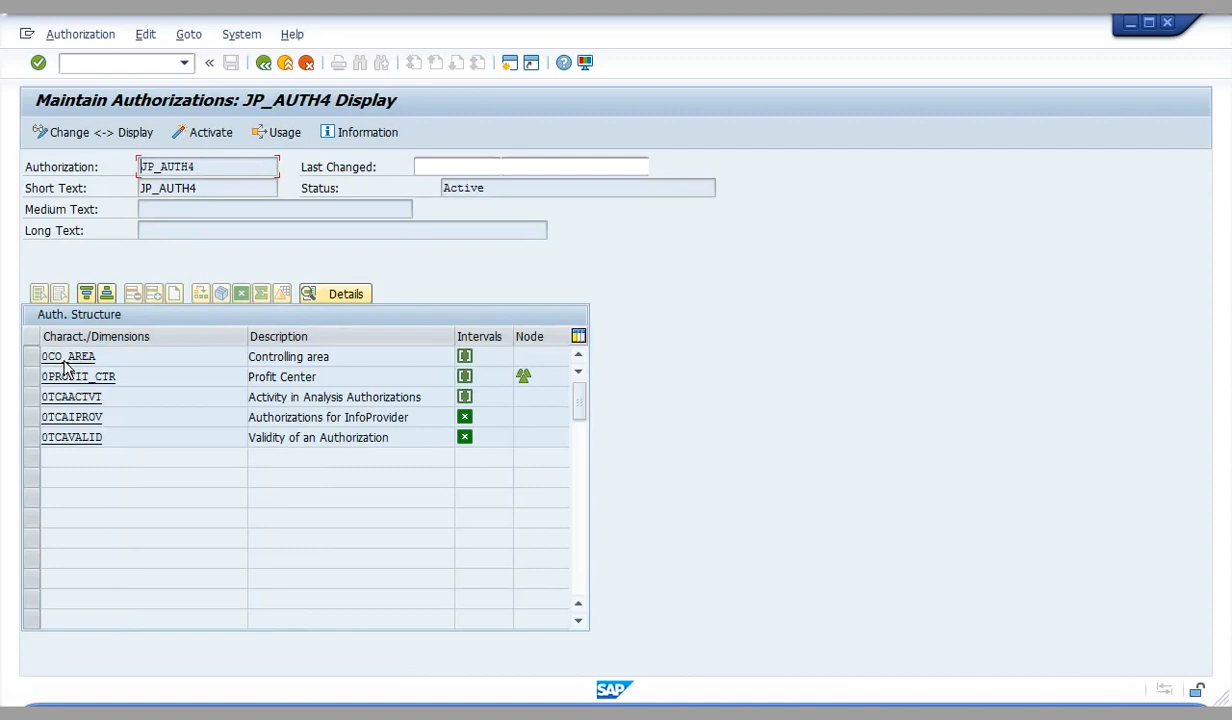 Authorization Edit Goto System Help
Maintain Authorizations: JP_AUTH4 Display
Change <-> Display Activate Usage Information
Authorization: JP_AUTH4 Last Changed:
Short Text: JP_AUTH4 Status: Active
Medium Text:
Long Text:
Details
Auth. Structure
Charact./Dimensions Description Intervals Node
0CO_AREA Controlling area
0PROFIT_CTR Profit Center
0TCAACTVT Activity in Analysis Authorizations
0TCAIPROV Authorizations for InfoProvider
0TCAVALID Validity of an Authorization
SAP